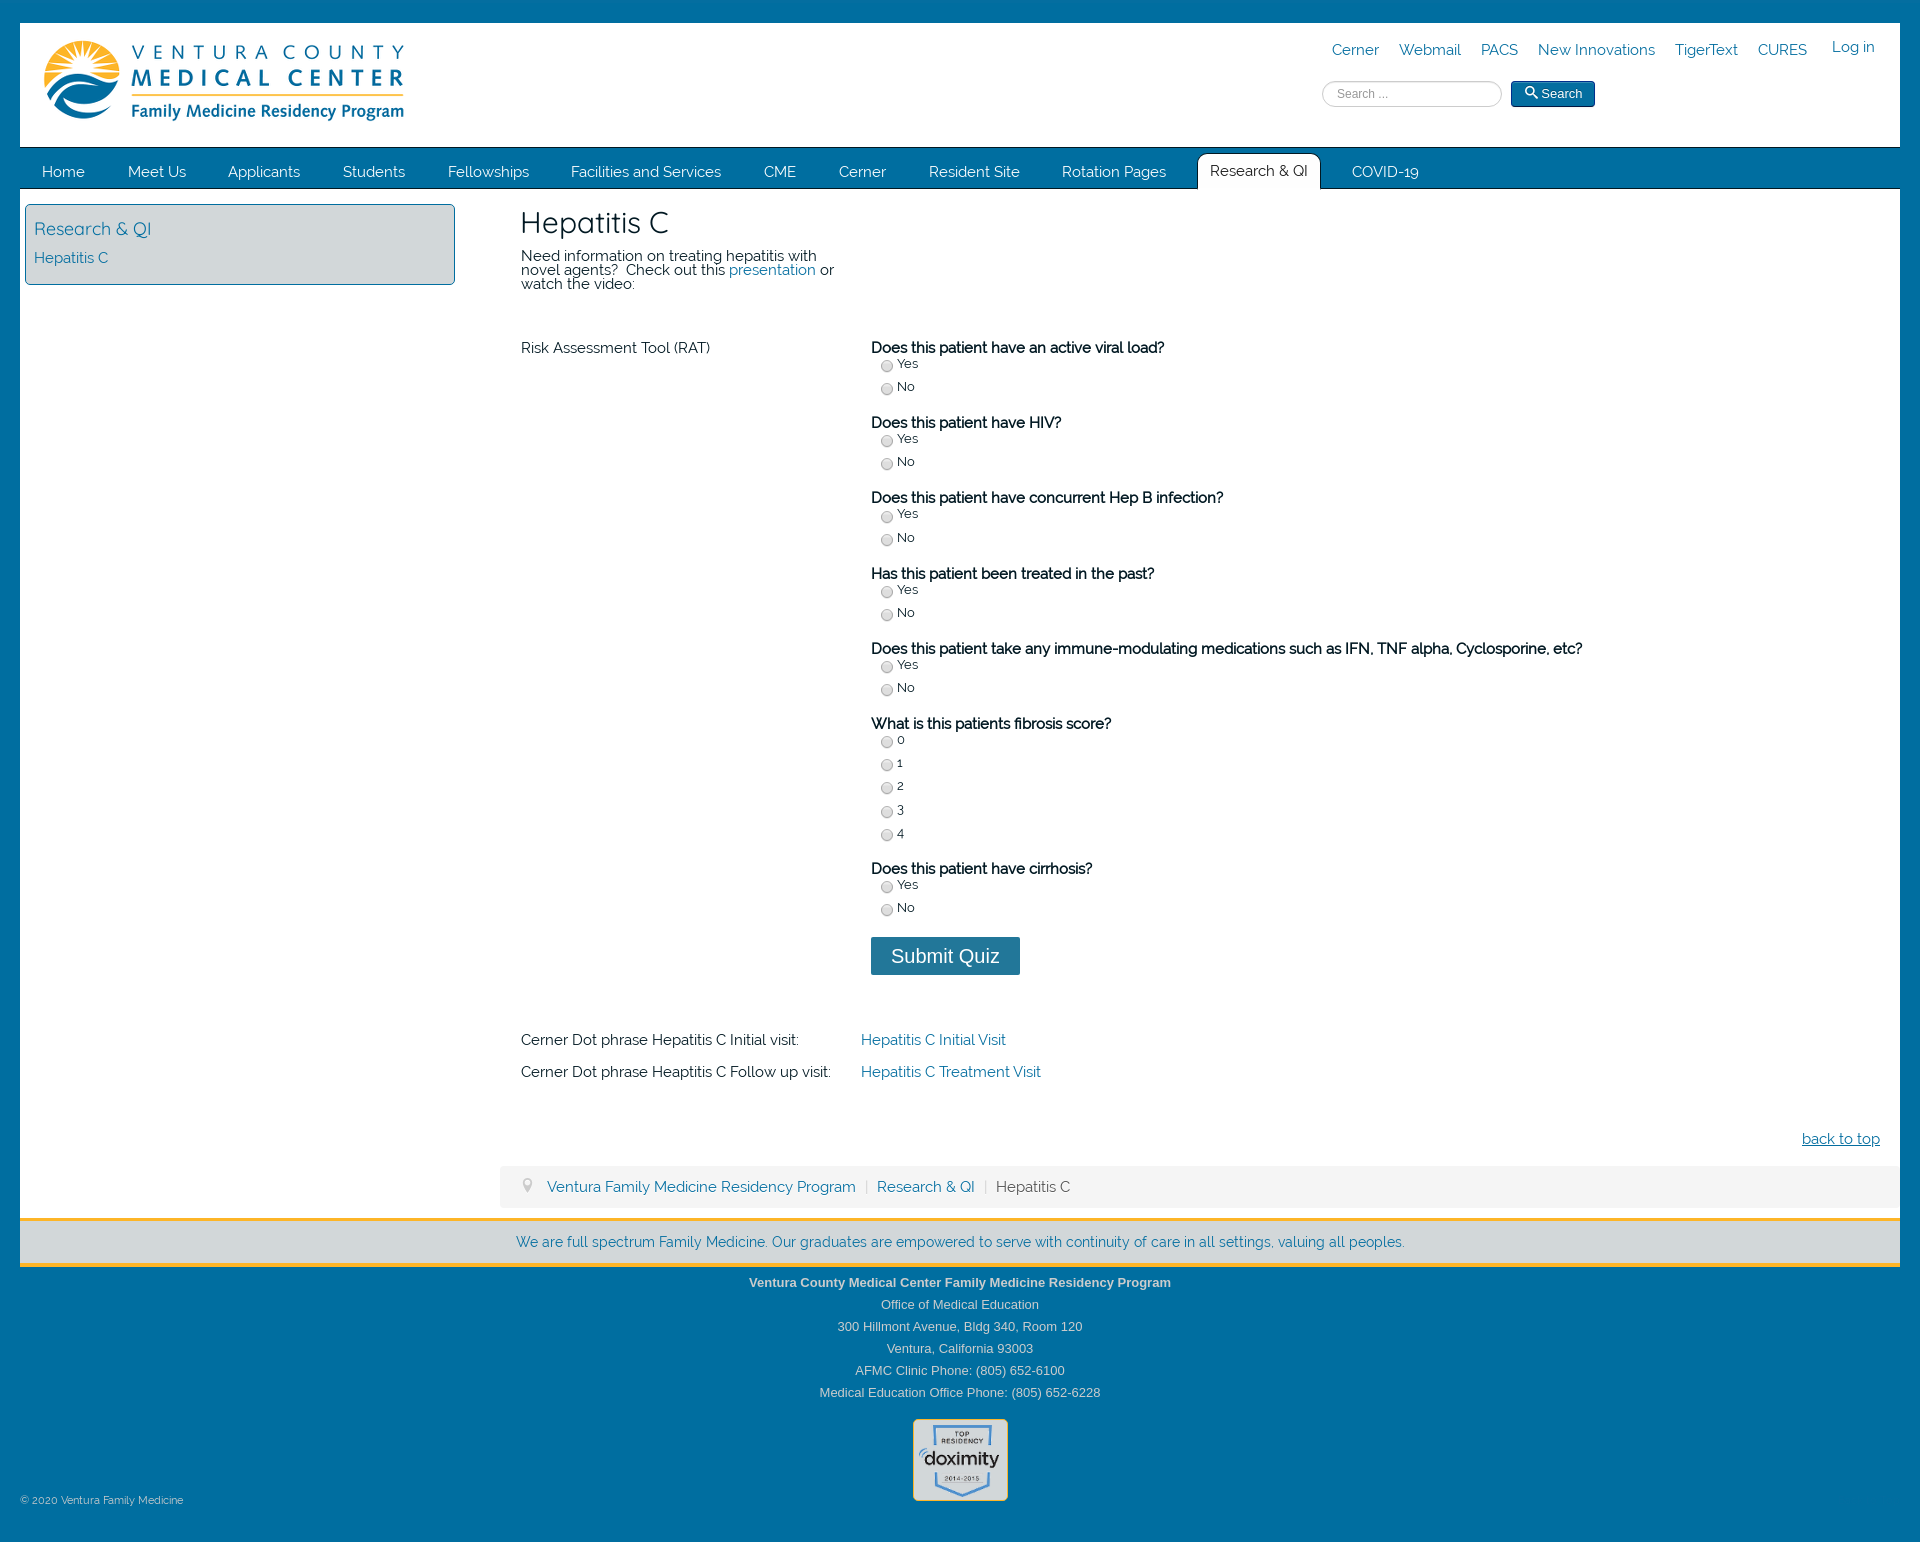 VENTURA COUNTY
MEDICAL CENTER
Family Medicine Residency Program
Cerner Webmail PACS New Innovations TigerText CURES Log in
Search ... Search
Home Meet Us Applicants Students Fellowships Facilities and Services CME Cerner Resident Site Rotation Pages Research & QI COVID-19
Research & QI
Hepatitis C
Hepatitis C
Need information on treating hepatitis with
novel agents? Check out this presentation or
watch the video:
Risk Assessment Tool (RAT)
Does this patient have an active viral load?
Yes
No
Does this patient have HIV?
Yes
No
Does this patient have concurrent Hep B infection?
Yes
No
Has this patient been treated in the past?
Yes
No
Does this patient take any immune-modulating medications such as IFN, TNF alpha, Cyclosporine, etc?
Yes
No
What is this patients fibrosis score?
0
1
2
3
4
Does this patient have cirrhosis?
Yes
No
Submit Quiz
Cerner Dot phrase Hepatitis C Initial visit: Hepatitis C Initial Visit
Cerner Dot phrase Heaptitis C Follow up visit: Hepatitis C Treatment Visit
back to top
Ventura Family Medicine Residency Program | Research & QI | Hepatitis C
We are full spectrum Family Medicine. Our graduates are empowered to serve with continuity of care in all settings, valuing all peoples.
Ventura County Medical Center Family Medicine Residency Program
Office of Medical Education
300 Hillmont Avenue, Bldg 340, Room 120
Ventura, California 93003
AFMC Clinic Phone: (805) 652-6100
Medical Education Office Phone: (805) 652-6228
TOP
RESIDENCY
doximity
2014-2015
© 2020 Ventura Family Medicine